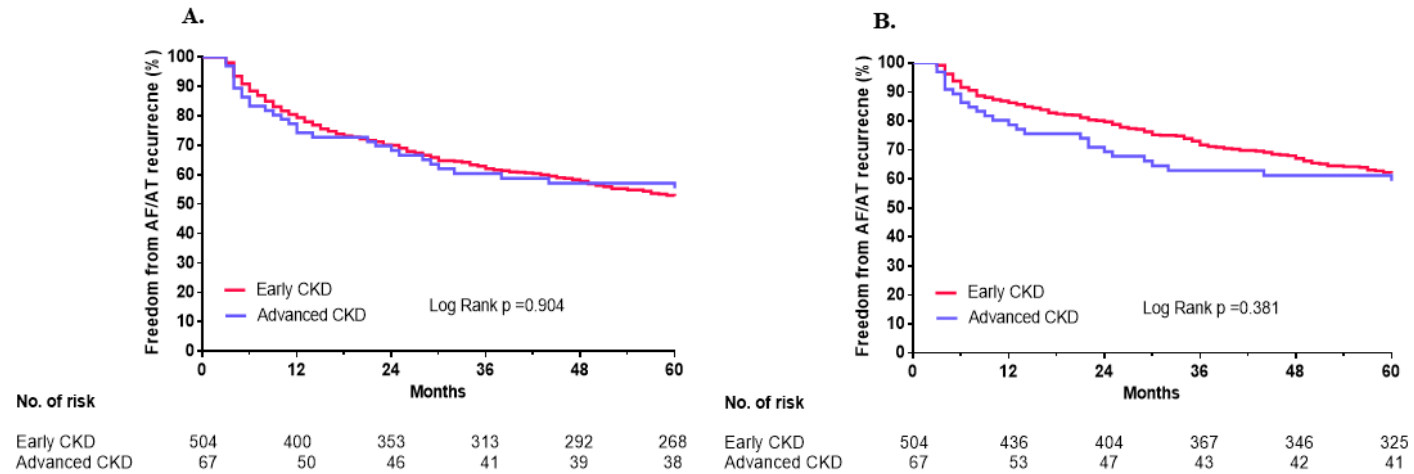 A.
Freedom from AF/AT recurrecne (%)
100
90
80
70
60
50
40
30
20
10
0
Early CKD
Advanced CKD
Log Rank p =0.904
0 12 24 36 48 60
Months
No. of risk
Early CKD 504 400 353 313 292 268
Advanced CKD 67 50 46 41 39 38
B.
Freedom from AF/AT recurrecne (%)
100
90
80
70
60
50
40
30
20
10
0
Early CKD
Advanced CKD
Log Rank p =0.381
0 12 24 36 48 60
Months
No. of risk
Early CKD 504 436 404 367 346 325
Advanced CKD 67 53 47 43 42 41